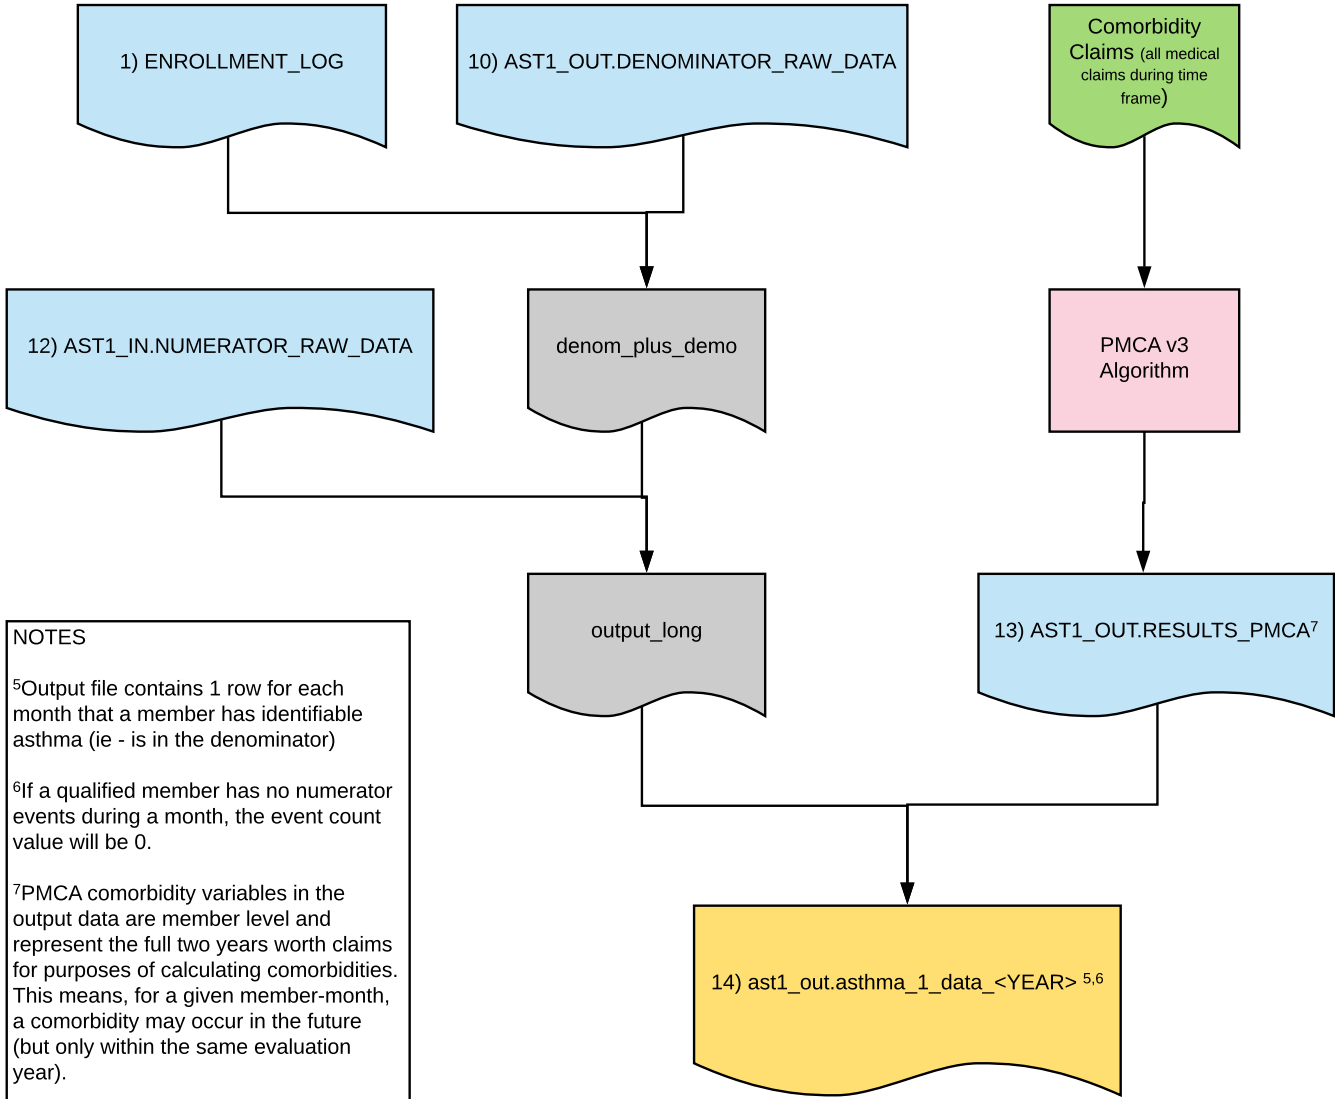 1) ENROLLMENT_LOG
10) AST1_OUT.DENOMINATOR_RAW_DATA
Comorbidity
Claims (all medical
claims during time
frame)
12) AST1_IN.NUMERATOR_RAW_DATA
denom_plus_demo
PMCA v3
Algorithm
output_long
13) AST1_OUT.RESULTS_PMCA⁷
NOTES
⁵Output file contains 1 row for each
month that a member has identifiable
asthma (ie - is in the denominator)
⁶If a qualified member has no numerator
events during a month, the event count
value will be 0.
⁷PMCA comorbidity variables in the
output data are member level and
represent the full two years worth claims
for purposes of calculating comorbidities.
This means, for a given member-month,
a comorbidity may occur in the future
(but only within the same evaluation
year).
14) ast1_out.asthma_1_data_<YEAR> ⁵,⁶